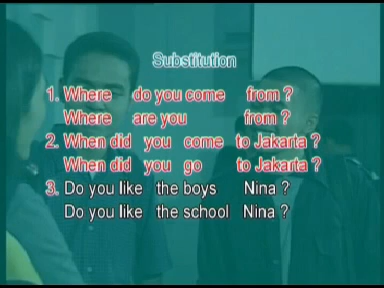 Substitution
1. Where do you come from ?
Where are you from ?
2. When did you come to Jakarta ?
When did you go to Jakarta ?
3. Do you like the boys Nina ?
Do you like the school Nina ?